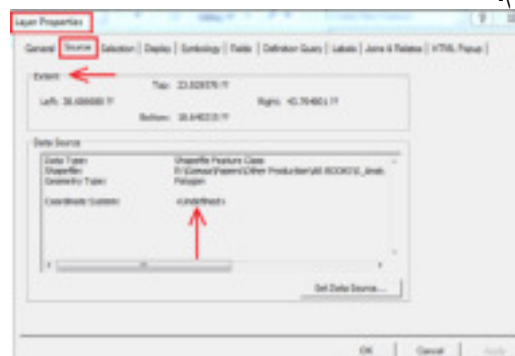 Layer Properties
General Source Selection Display Symbology Fields Definition Query Labels Joins & Relates HTML Popup
Extent
Top:
Left: Right:
Bottom:
Data Source
Data Type: Shapefile Feature Class
Shapefile: Production
Geometry Type: Polygon
Coordinate System: <Undefined>
Set Data Source...
OK Cancel Apply